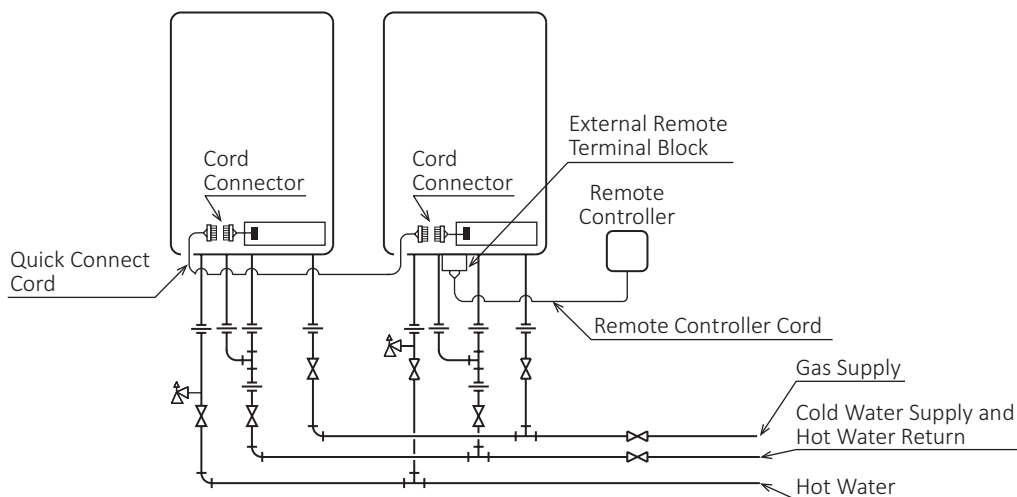 External Remote
Terminal Block
Cord
Connector
Cord
Connector
Remote
Controller
Quick Connect
Cord
Remote Controller Cord
Gas Supply
Cold Water Supply and
Hot Water Return
Hot Water